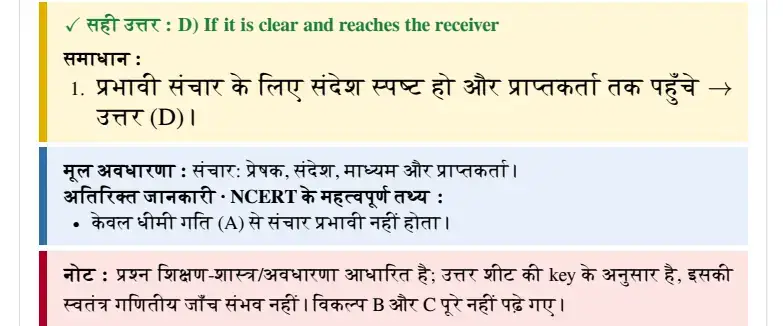 ✓ सही उत्तर : D) If it is clear and reaches the receiver
समाधान :
1. प्रभावी संचार के लिए संदेश स्पष्ट हो और प्राप्तकर्ता तक पहुँचे →
उत्तर (D)।
मूल अवधारणा : संचार: प्रेषक, संदेश, माध्यम और प्राप्तकर्ता।
अतिरिक्त जानकारी · NCERT के महत्वपूर्ण तथ्य :
• केवल धीमी गति (A) से संचार प्रभावी नहीं होता।
नोट : प्रश्न शिक्षण-शास्त्र/अवधारणा आधारित है; उत्तर शीट की key के अनुसार है, इसकी
स्वतंत्र गणितीय जाँच संभव नहीं। विकल्प B और C पूरे नहीं पढ़े गए।